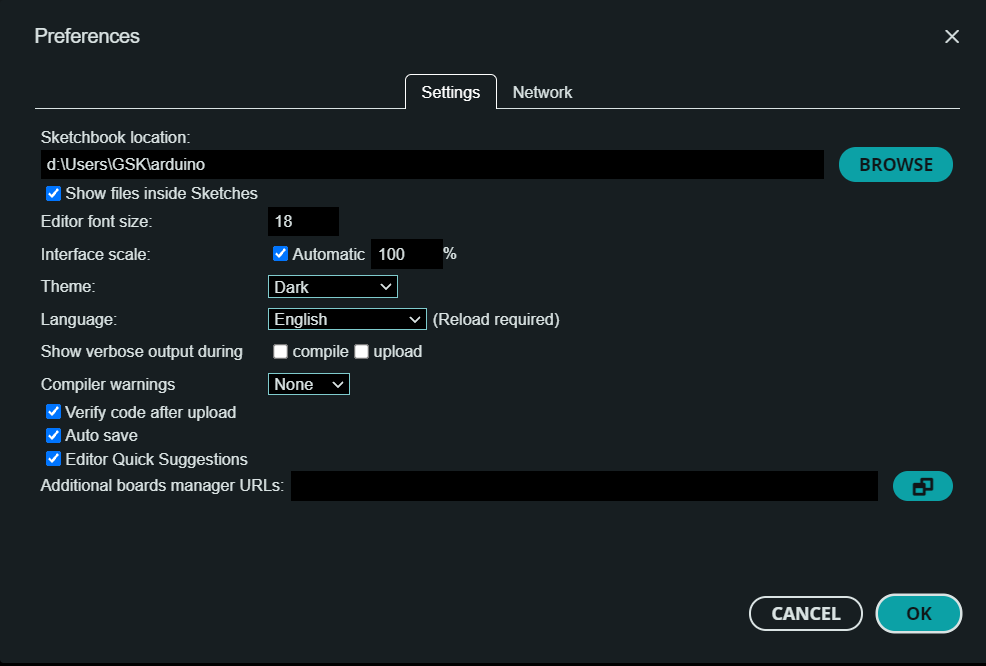 Preferences
Settings Network
Sketchbook location:
d:\Users\GSK\arduino BROWSE
Show files inside Sketches
Editor font size: 18
Interface scale: Automatic 100 %
Theme: Dark
Language: English (Reload required)
Show verbose output during compile upload
Compiler warnings None
Verify code after upload
Auto save
Editor Quick Suggestions
Additional boards manager URLs:
CANCEL OK